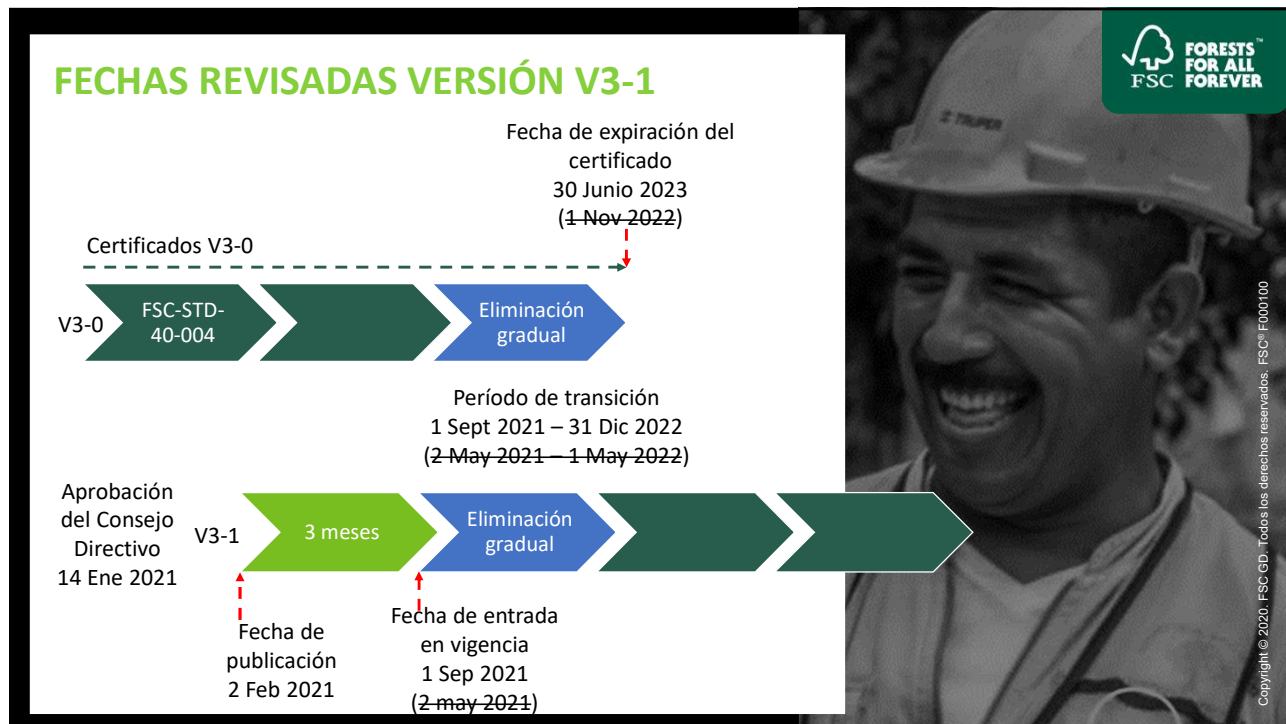 FECHAS REVISADAS VERSIÓN V3-1
FSC
FORESTS
FOR ALL
FOREVER™
Fecha de expiración del
certificado
30 Junio 2023
(1 Nov 2022)
Certificados V3-0
V3-0
FSC-STD-
40-004
Eliminación
gradual
Período de transición
1 Sept 2021 – 31 Dic 2022
(2 May 2021 – 1 May 2022)
Aprobación
del Consejo
Directivo
14 Ene 2021
V3-1
3 meses
Eliminación
gradual
Fecha de
publicación
2 Feb 2021
Fecha de entrada
en vigencia
1 Sep 2021
(2 may 2021)
TRUPER
Copyright © 2020. FSC GD. Todos los derechos reservados. FSC® F000100